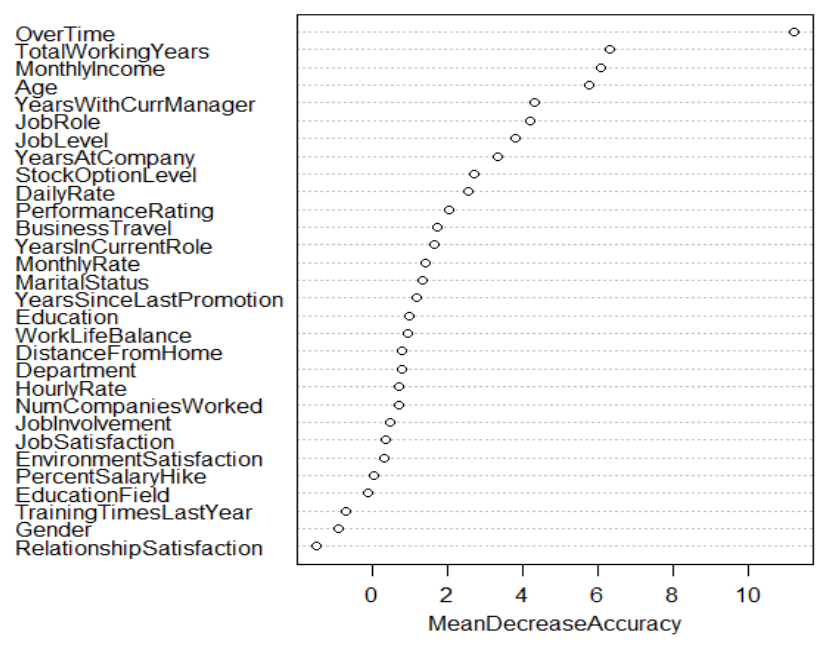 OverTime
TotalWorkingYears
MonthlyIncome
Age
YearsWithCurrManager
JobRole
JobLevel
YearsAtCompany
StockOptionLevel
DailyRate
PerformanceRating
BusinessTravel
YearsInCurrentRole
MonthlyRate
MaritalStatus
YearsSinceLastPromotion
Education
WorkLifeBalance
DistanceFromHome
Department
HourlyRate
NumCompaniesWorked
JobInvolvement
JobSatisfaction
EnvironmentSatisfaction
PercentSalaryHike
EducationField
TrainingTimesLastYear
Gender
RelationshipSatisfaction
0 2 4 6 8 10
MeanDecreaseAccuracy